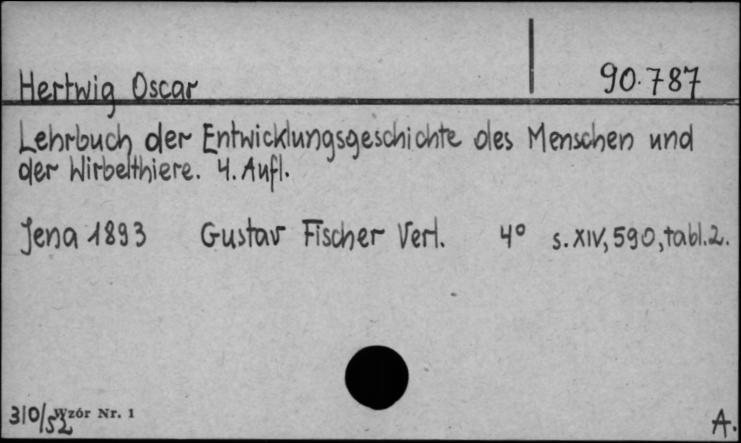 Hertwig Oscar 90.787
Lehrbuch der Entwicklungsgeschichte des Menschen und
der Wirbelthiere. 4. Aufl.
Jena 1893 Gustav Fischer Verl. 4° s. XIV, 590, tabl. 2.
310/52 Wzór Nr. 1
A.